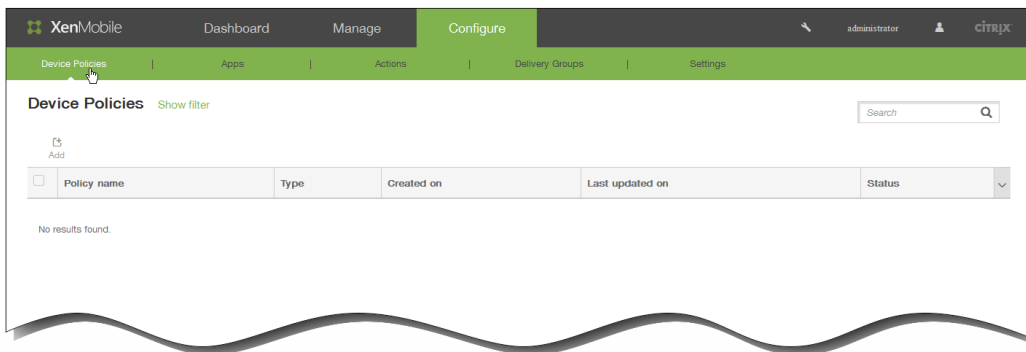 XenMobile Dashboard Manage Configure administrator CITRIX
Device Policies | Apps | Actions | Delivery Groups | Settings
Device Policies Show filter
Search
Add
Policy name Type Created on Last updated on Status
No results found.